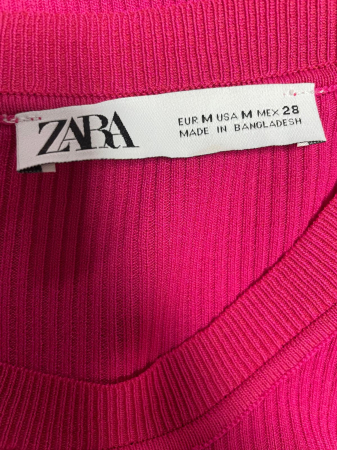 ZARA
EUR M USA M MEX 28
MADE IN BANGLADESH